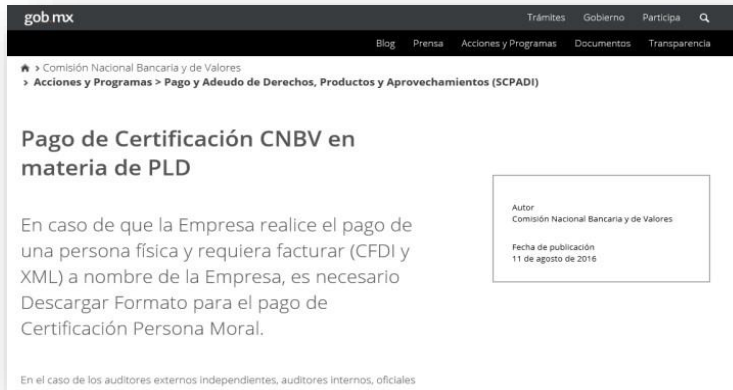 gob mx
Trámites Gobierno Participa
Blog Prensa Acciones y Programas Documentos Transparencia
> Comisión Nacional Bancaria y de Valores
> Acciones y Programas > Pago y Adeudo de Derechos, Productos y Aprovechamientos (SCPADI)
Pago de Certificación CNBV en
materia de PLD
En caso de que la Empresa realice el pago de
una persona física y requiera facturar (CFDI y
XML) a nombre de la Empresa, es necesario
Descargar Formato para el pago de
Certificación Persona Moral.
Autor
Comisión Nacional Bancaria y de Valores
Fecha de publicación
11 de agosto de 2016
En el caso de los auditores externos independientes, auditores internos, oficiales